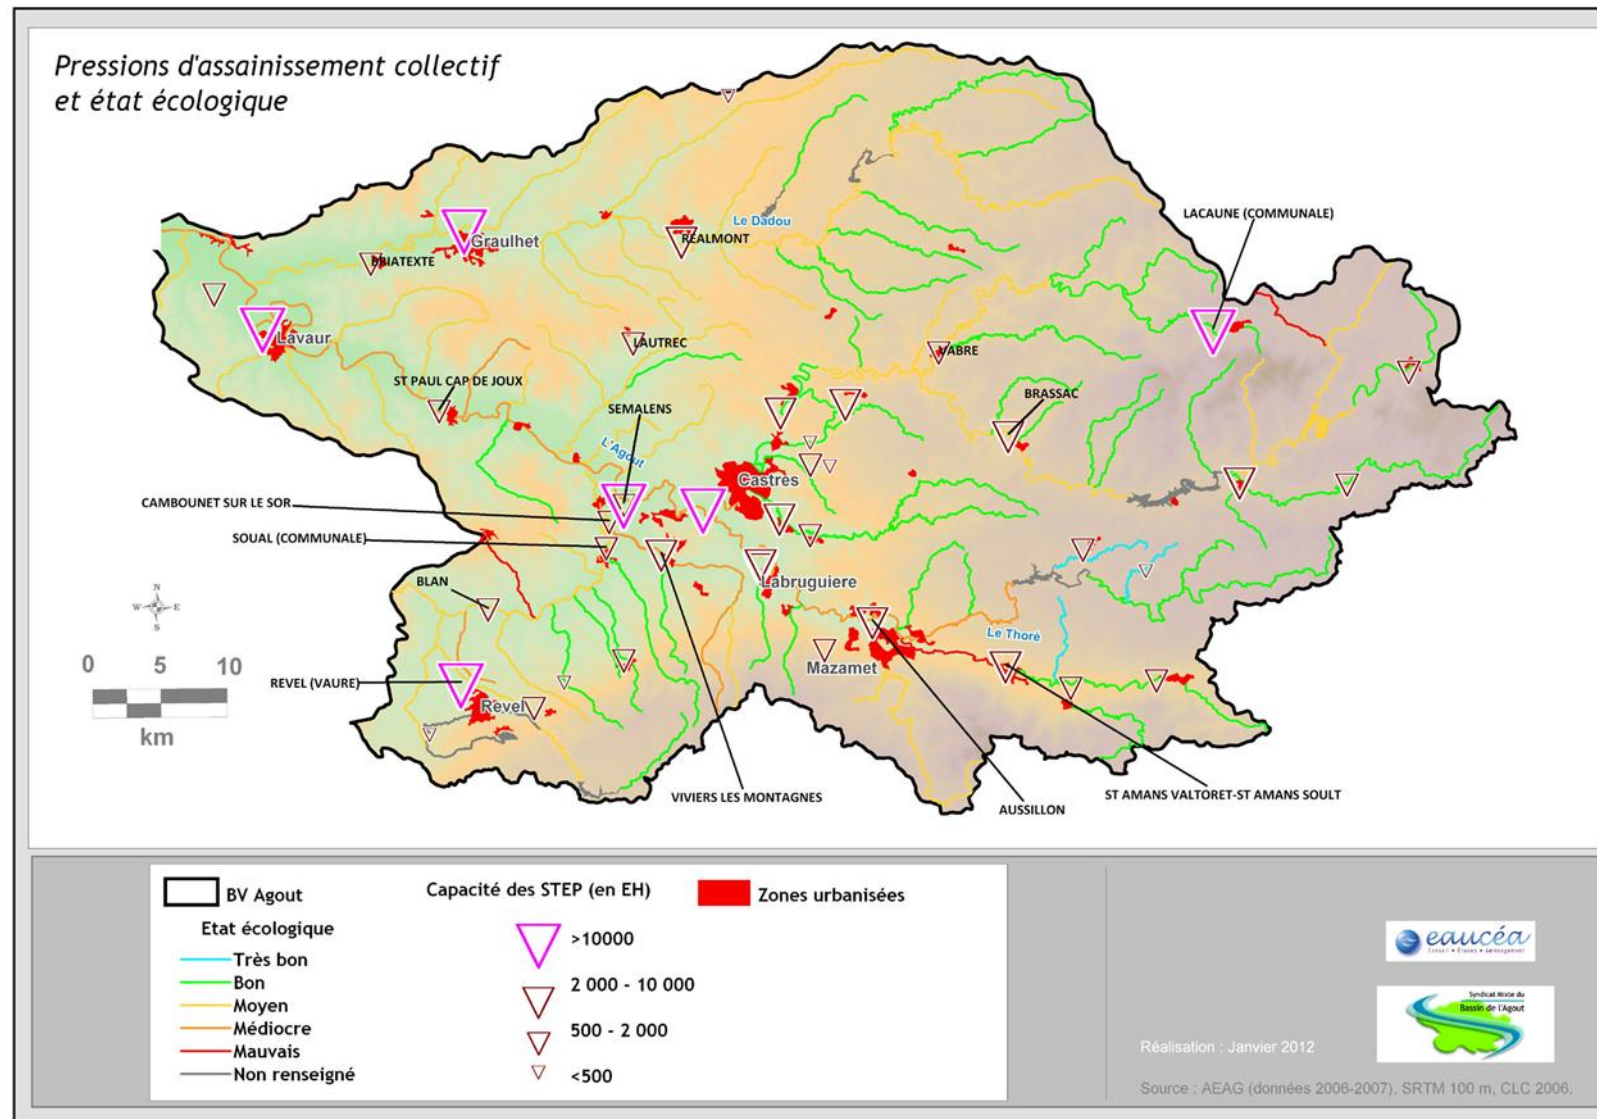 Pressions d'assainissement collectif
et état écologique
LACAUNE (COMMUNALE)
Le Dadou
REALMONT
Graulhet
BRIATEXTE
Lavaur
LAUTREC
VABRE
ST PAUL CAP DE JOUX
SEMALENS
BRASSAC
L'Agout
Castres
CAMBOUNET SUR LE SOR
SOUAL (COMMUNALE)
BLAN
Labruguiere
N
W E
S
Le Thoré
0 5 10
km
Mazamet
REVEL (VAURE)
Revel
VIVIERS LES MONTAGNES
ST AMANS VALTORET-ST AMANS SOULT
AUSSILLON
BV Agout
Capacité des STEP (en EH)
Zones urbanisées
Etat écologique
>10000
Très bon
Bon
2 000 - 10 000
Moyen
Médiocre
500 - 2 000
Mauvais
Non renseigné
<500
eaucéa
Conseil • Études • Aménagement
Syndicat Mixte du
Bassin de l'Agout
Réalisation : Janvier 2012
Source : AEAG (données 2006-2007), SRTM 100 m, CLC 2006.